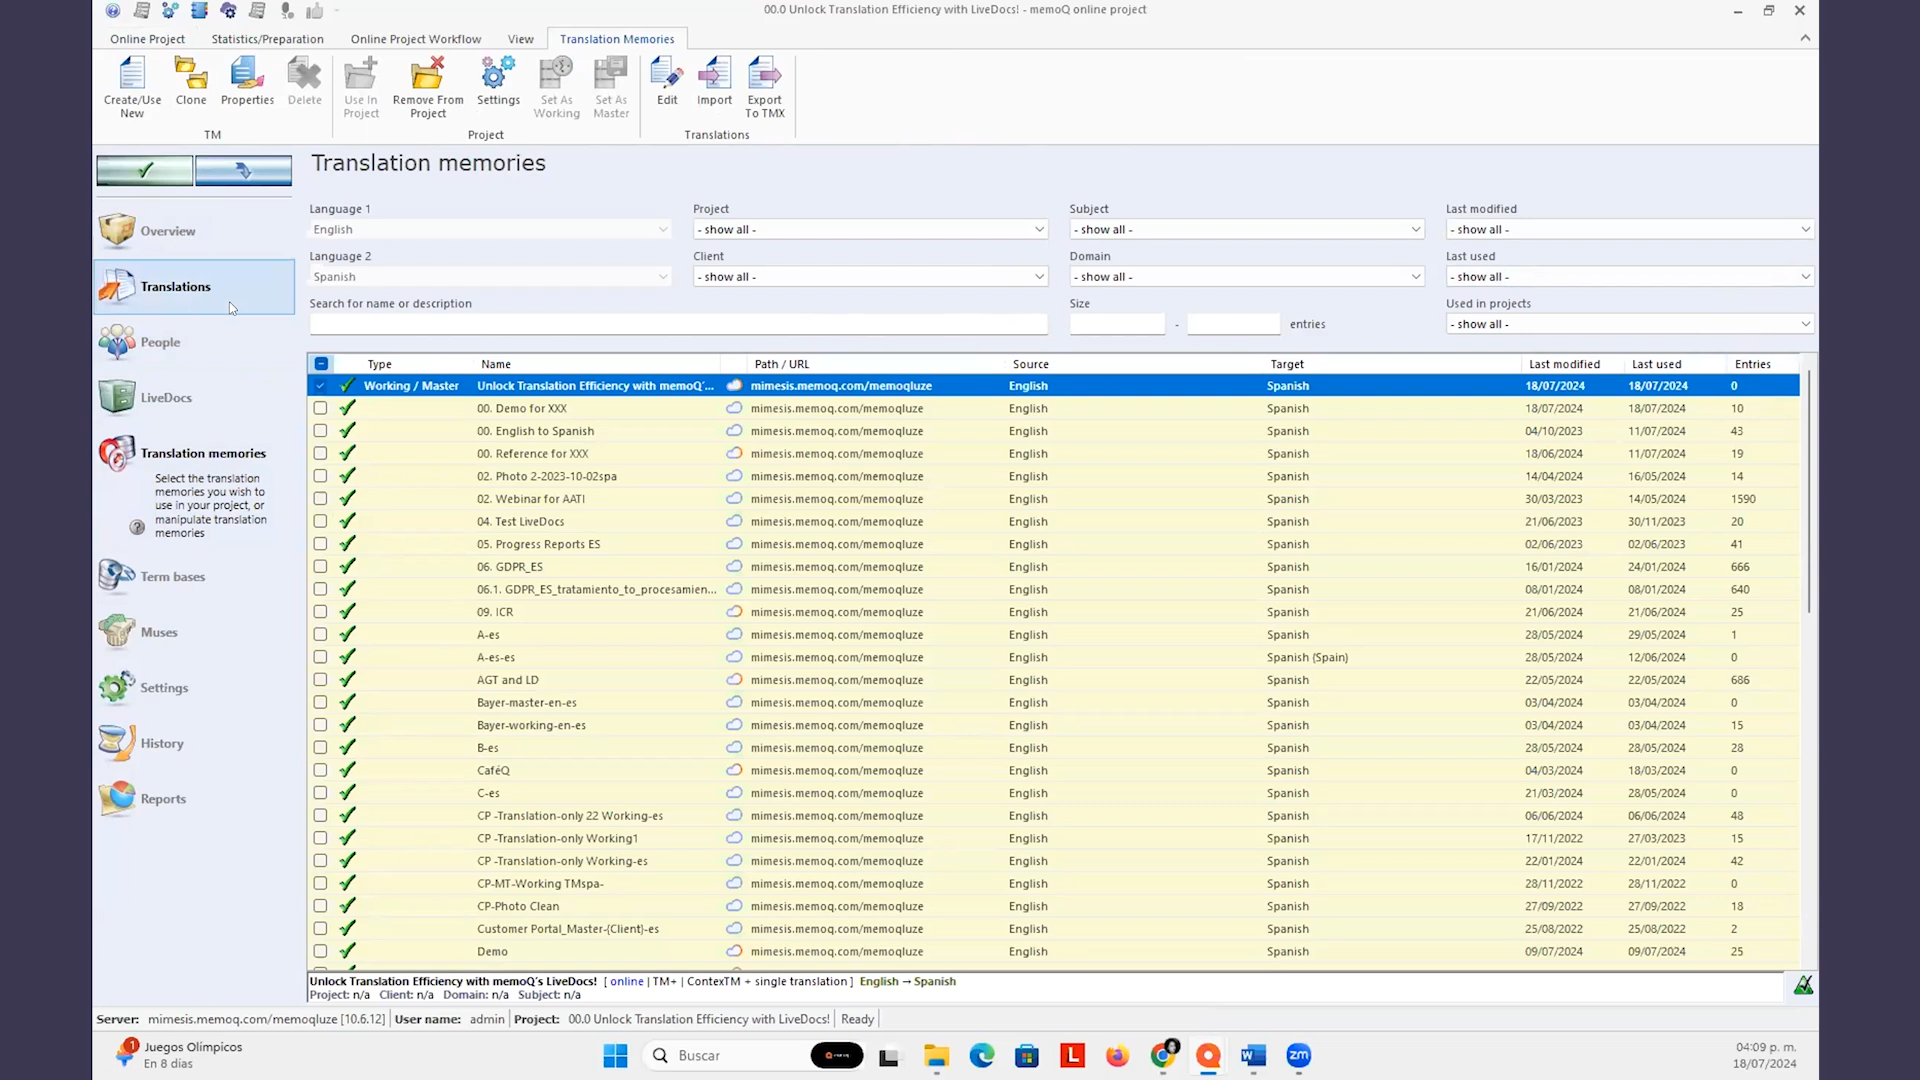 00.0 Unlock Translation Efficiency with LiveDocs! - memoQ online project
Online Project Statistics/Preparation Online Project Workflow View Translation Memories
Create/Use New Clone Properties Delete Use In Project Remove From Project Settings Set As Working Set As Master Edit Import Export To TMX
TM Project Translations
Translation memories
Language 1 Project Subject Last modified
English - show all - - show all - - show all -
Language 2 Client Domain Last used
Spanish - show all - - show all - - show all -
Search for name or description Size Used in projects
- entries - show all -
Overview
Translations
People
LiveDocs
Translation memories
Select the translation
memories you wish to
use in your project, or
manipulate translation
memories
Term bases
Muses
Settings
History
Reports
Type Name Path / URL Source Target Last modified Last used Entries
Working / Master Unlock Translation Efficiency with memoQ'... mimesis.memoq.com/memoqluze English Spanish 18/07/2024 18/07/2024 0
00. Demo for XXX mimesis.memoq.com/memoqluze English Spanish 18/07/2024 18/07/2024 10
00. English to Spanish mimesis.memoq.com/memoqluze English Spanish 04/10/2023 11/07/2024 43
00. Reference for XXX mimesis.memoq.com/memoqluze English Spanish 18/06/2024 11/07/2024 19
02. Photo 2-2023-10-02spa mimesis.memoq.com/memoqluze English Spanish 14/04/2024 16/05/2024 14
02. Webinar for AATI mimesis.memoq.com/memoqluze English Spanish 30/03/2023 14/05/2024 1590
04. Test LiveDocs mimesis.memoq.com/memoqluze English Spanish 21/06/2023 30/11/2023 20
05. Progress Reports ES mimesis.memoq.com/memoqluze English Spanish 02/06/2023 02/06/2023 41
06. GDPR_ES mimesis.memoq.com/memoqluze English Spanish 16/01/2024 24/01/2024 666
06.1. GDPR_ES_tratamiento_to_procesamien... mimesis.memoq.com/memoqluze English Spanish 08/01/2024 08/01/2024 640
09. ICR mimesis.memoq.com/memoqluze English Spanish 21/06/2024 21/06/2024 25
A-es mimesis.memoq.com/memoqluze English Spanish 28/05/2024 29/05/2024 1
A-es-es mimesis.memoq.com/memoqluze English Spanish (Spain) 28/05/2024 12/06/2024 0
AGT and LD mimesis.memoq.com/memoqluze English Spanish 22/05/2024 22/05/2024 686
Bayer-master-en-es mimesis.memoq.com/memoqluze English Spanish 03/04/2024 03/04/2024 0
Bayer-working-en-es mimesis.memoq.com/memoqluze English Spanish 03/04/2024 03/04/2024 15
B-es mimesis.memoq.com/memoqluze English Spanish 28/05/2024 28/05/2024 28
CaféQ mimesis.memoq.com/memoqluze English Spanish 04/03/2024 18/03/2024 0
C-es mimesis.memoq.com/memoqluze English Spanish 21/03/2024 28/05/2024 0
CP -Translation-only 22 Working-es mimesis.memoq.com/memoqluze English Spanish 06/06/2024 06/06/2024 48
CP -Translation-only Working1 mimesis.memoq.com/memoqluze English Spanish 17/11/2022 27/03/2023 15
CP -Translation-only Working-es mimesis.memoq.com/memoqluze English Spanish 22/01/2024 22/01/2024 42
CP-MT-Working TMspa- mimesis.memoq.com/memoqluze English Spanish 28/11/2022 28/11/2022 0
CP-Photo Clean mimesis.memoq.com/memoqluze English Spanish 27/09/2022 27/09/2022 18
Customer Portal_Master-{Client}-es mimesis.memoq.com/memoqluze English Spanish 25/08/2022 25/08/2022 2
Demo mimesis.memoq.com/memoqluze English Spanish 09/07/2024 09/07/2024 25
Unlock Translation Efficiency with memoQ's LiveDocs! [ online | TM+ | ContexTM + single translation ] English → Spanish
Project: n/a Client: n/a Domain: n/a Subject: n/a
Server: mimesis.memoq.com/memoqluze [10.6.12] User name: admin Project: 00.0 Unlock Translation Efficiency with LiveDocs! Ready
1 Juegos Olímpicos
En 8 días
Buscar
L
W
zm
04:09 p. m.
18/07/2024